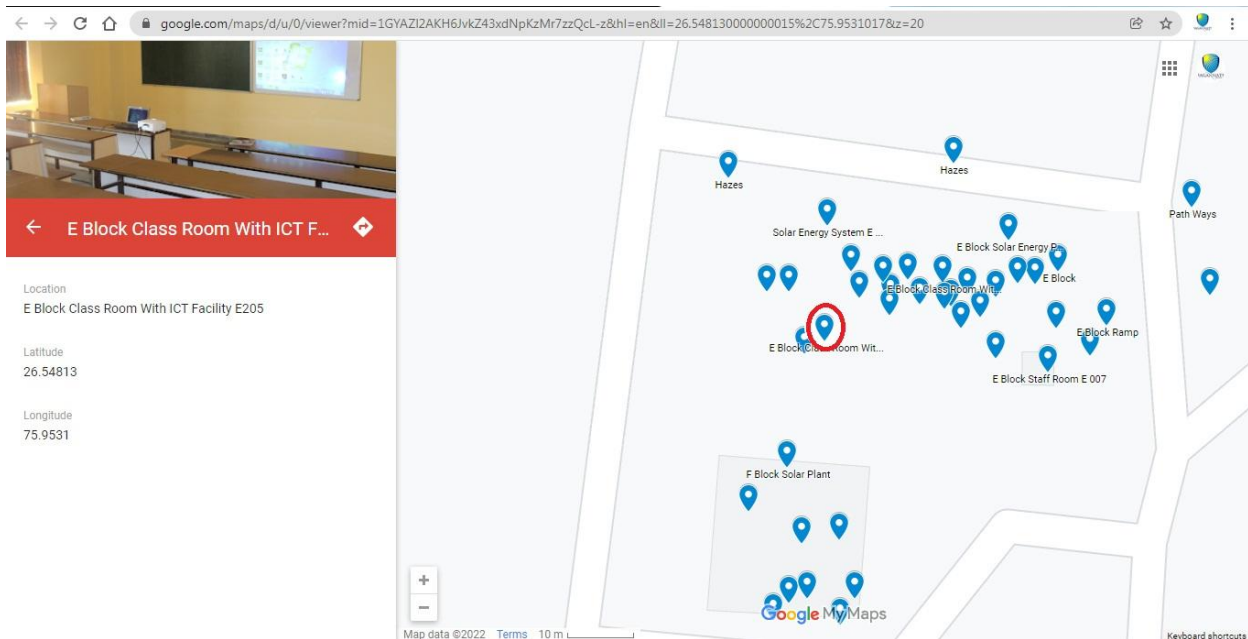 google.com/maps/d/u/0/viewer?mid=1GYAZI2AKH6JvkZ43xdNpKzMr7zzQcL-z&hl=en&ll=26.548130000000015%2C75.9531017&z=20
E Block Class Room With ICT F...
Location
E Block Class Room With ICT Facility E205
Latitude
26.54813
Longitude
75.9531
Hazes
Hazes
Path Ways
Solar Energy System E ...
E Block Solar Energy P...
E Block
E Block Class Room Wit...
E Block Ramp
E Block Class Room Wit...
E Block Staff Room E 007
F Block Solar Plant
Google My Maps
Map data ©2022 Terms 10 m
Keyboard shortcuts